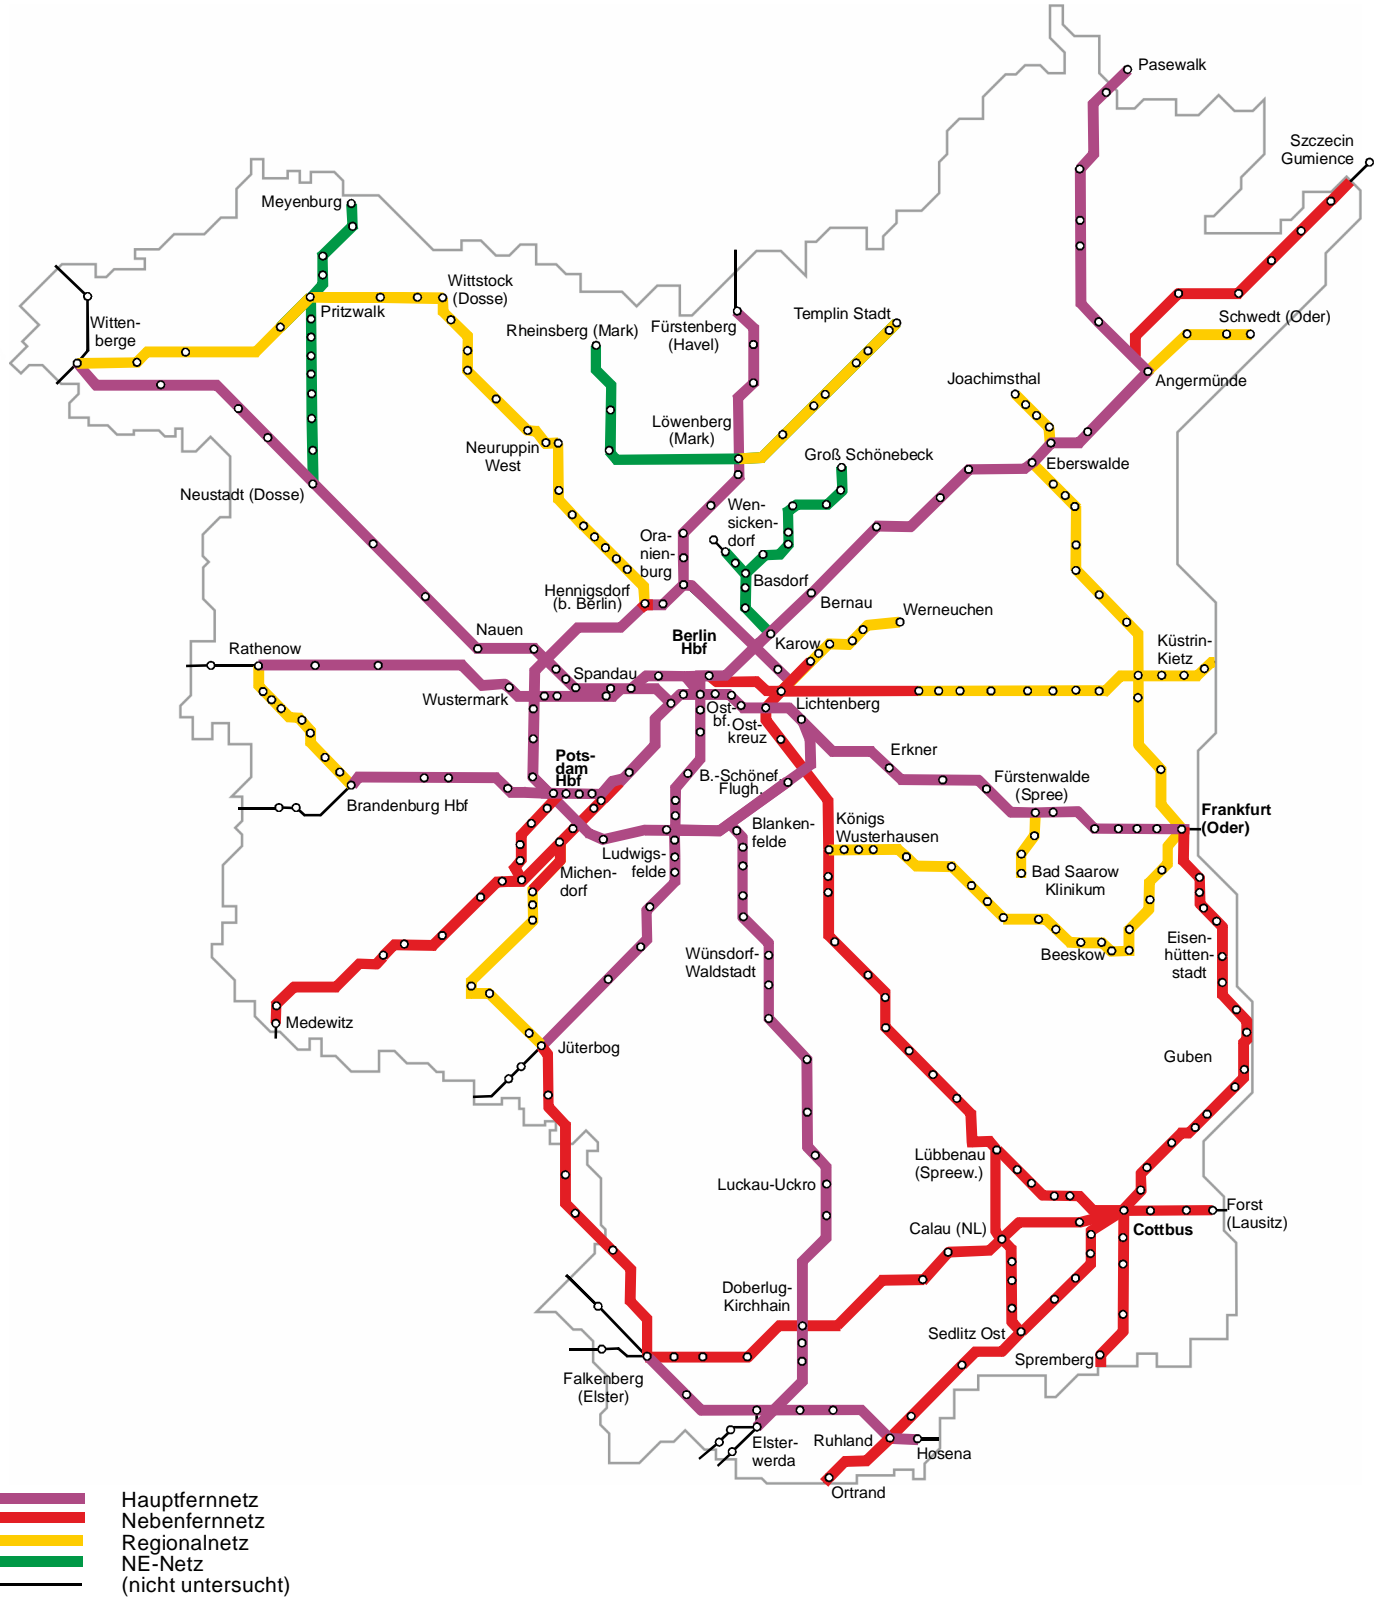 Pasewalk
Szczecin
Gumience
Meyenburg
Wittstock
(Dosse)
Pritzwalk
Witten-
berge
Rheinsberg (Mark)
Fürstenberg
(Havel)
Templin Stadt
Schwedt (Oder)
Angermünde
Joachimsthal
Löwenberg
(Mark)
Neuruppin
West
Groß Schönebeck
Eberswalde
Neustadt (Dosse)
Wen-
sicken-
dorf
Ora-
nien-
burg
Basdorf
Hennigsdorf
(b. Berlin)
Bernau
Werneuchen
Nauen
Berlin
Hbf
Karow
Küstrin-
Kietz
Rathenow
Spandau
Wustermark
Lichtenberg
Ost-
bf.
Ost-
kreuz
Erkner
Pots-
dam
Hbf
B.-Schönef.
Flugh.
Fürstenwalde
(Spree)
Brandenburg Hbf
Frankfurt
(Oder)
Blanken-
felde
Königs
Wusterhausen
Ludwigs-
felde
Michen-
dorf
Bad Saarow
Klinikum
Wünsdorf-
Waldstadt
Beeskow
Eisen-
hütten-
stadt
Medewitz
Jüterbog
Guben
Lübbenau
(Spreew.)
Luckau-Uckro
Forst
(Lausitz)
Calau (NL)
Cottbus
Doberlug-
Kirchhain
Sedlitz Ost
Spremberg
Falkenberg
(Elster)
Elster-
werda
Ruhland
Hosena
Ortrand
Hauptfernnetz
Nebenfernnetz
Regionalnetz
NE-Netz
(nicht untersucht)